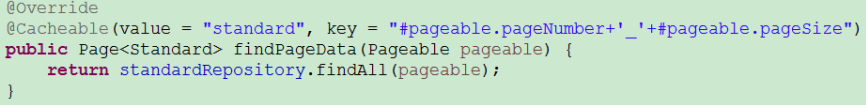 @Override
@Cacheable(value = "standard", key = "#pageable.pageNumber+'_'+#pageable.pageSize")
public Page<Standard> findPageData(Pageable pageable) {
    return standardRepository.findAll(pageable);
}